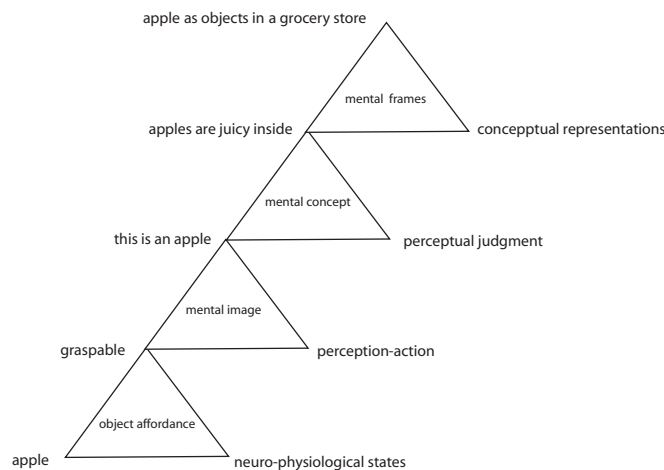 apple as objects in a grocery store
mental frames
apples are juicy inside
concepptual representations
mental concept
this is an apple
perceptual judgment
mental image
graspable
perception-action
object affordance
apple
neuro-physiological states